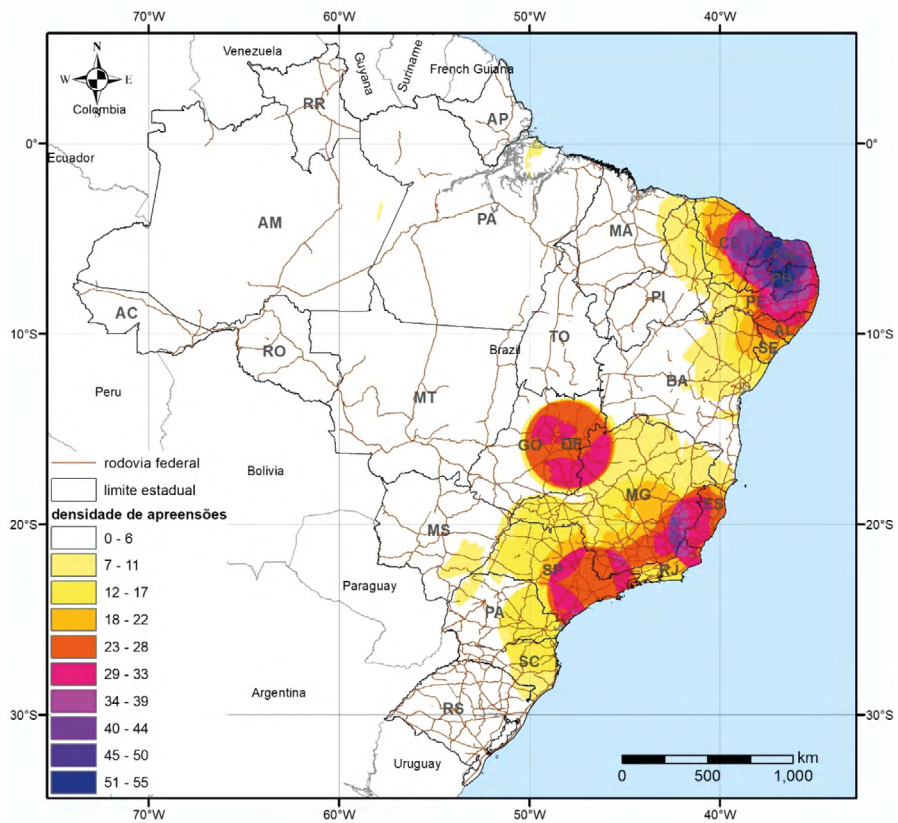 70°W 60°W 50°W 40°W
N
W E
S
Venezuela
Guyana
Suriname
French Guiana
Colombia
RR
AP
0° 0°
Ecuador
AM
PA
MA
CE
PB
PI
PE
AC
AL
10°S 10°S
RO
TO
SE
Brazil
BA
Peru
MT
GO
DF
rodovia federal
Bolivia
limite estadual
MG
ES
densidade de apreensões
20°S 20°S
0 - 6
MS
7 - 11
SP
RJ
12 - 17
Paraguay
18 - 22
PA
23 - 28
SC
29 - 33
Argentina
34 - 39
RS
30°S 30°S
40 - 44
45 - 50
Uruguay
km
51 - 55
0 500 1,000
70°W 60°W 50°W 40°W